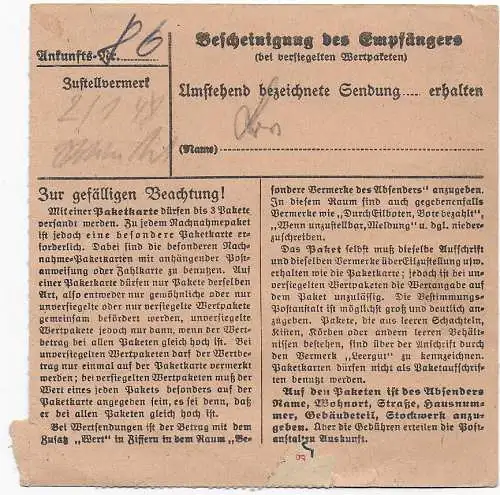 Ankunfts-Nr. 86
Zustellvermerk
2/1 48
Bescheinigung des Empfängers
(bei versiegelten Wertpaketen)
Umstehend bezeichnete Sendung..... erhalten
(Name)
Zur gefälligen Beachtung!
Mit einer Paketkarte dürfen bis 3 Pakete
versandt werden. Zu jedem Nachnahmepaket
ist jedoch eine besondere Paketkarte er-
forderlich. Dabei sind die besonderen Nach-
nahme-Paketkarten mit anhängender Post-
anweisung oder Zahlkarte zu benutzen. Auf
einer Paketkarte dürfen nur Pakete derselben
Art, also entweder nur gewöhnliche oder nur
unversiegelte oder nur versiegelte Wertpakete
gemeinsam befördert werden, unversiegelte
Wertpakete jedoch nur dann, wenn der Wert-
betrag bei allen Paketen gleich hoch ist. Bei
unversiegelten Wertpaketen darf der Wertbe-
trag nur einmal auf der Paketkarte vermerkt
werden; bei versiegelten Wertpaketen muß der
Wert eines jeden Pakets besonders auf der
Paketkarte angegeben sein, es sei denn, daß
er bei allen Paketen gleich hoch ist.
Bei Wertsendungen ist der Betrag mit dem
Zusatz „Wert" in Ziffern in dem Raum „Be-
sondere Vermerke des Absenders" anzugeben.
In diesem Raum sind auch gegebenenfalls
Vermerke wie „Durch Eilboten, Bote bezahlt",
„Wenn unzustellbar, Meldung" u. dgl. nieder-
zuschreiben.
Das Paket selbst muß dieselbe Aufschrift
und dieselben Vermerke über Eilzustellung usw.
erhalten wie die Paketkarte; jedoch ist bei un-
versiegelten Wertpaketen die Wertangabe auf
dem Paket unzulässig. Die Bestimmungs-
Postanstalt ist möglichst groß und deutlich an-
zugeben. Pakete, die aus leeren Schachteln,
Kisten, Körben oder andern leeren Behält-
nissen bestehen, sind über der Anschrift durch
den Vermerk „Leergut" zu kennzeichnen.
Paketkarten dürfen nicht als Paketaufschrif-
ten benutzt werden.
Auf den Paketen ist des Absenders
Name, Wohnort, Straße, Hausnum-
mer, Gebäudeteil, Stockwerk anzu-
geben. Über die Gebühren erteilen die Post-
anstalten Auskunft.